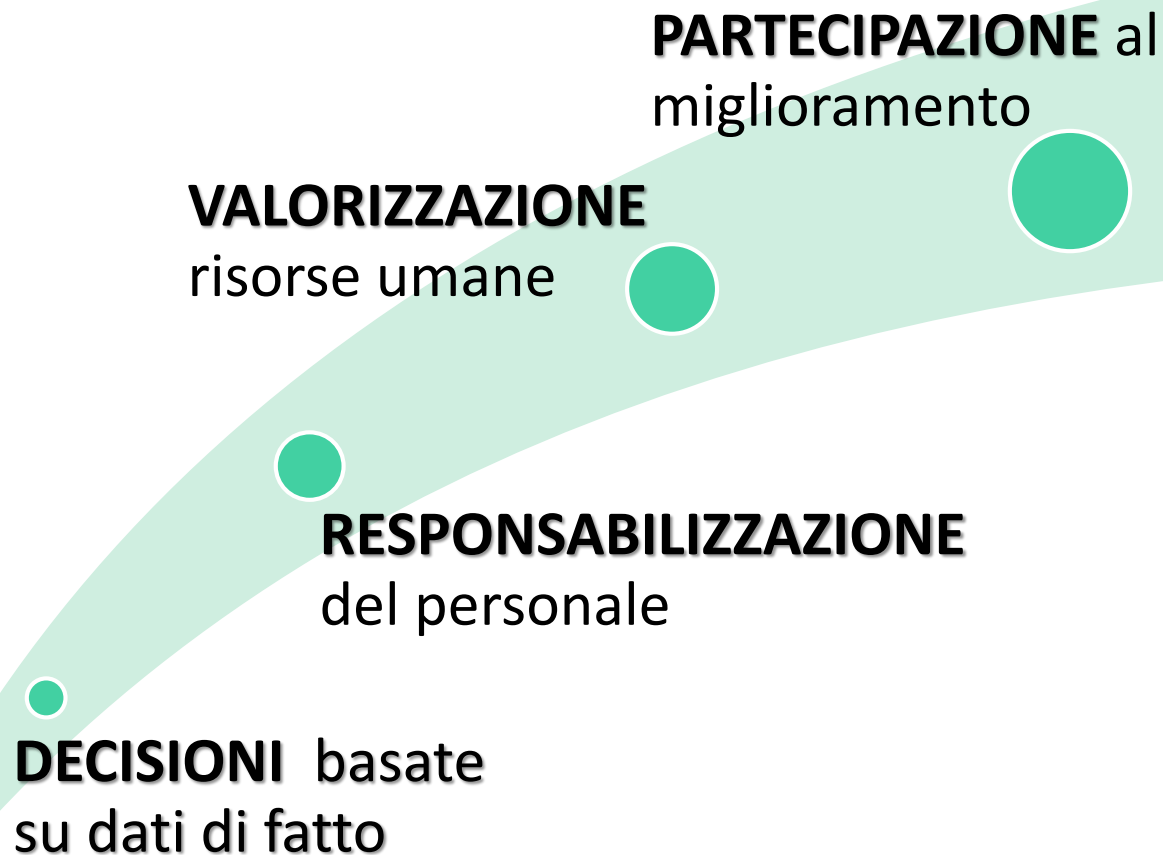 PARTECIPAZIONE al
miglioramento
VALORIZZAZIONE
risorse umane
RESPONSABILIZZAZIONE
del personale
DECISIONI basate
su dati di fatto